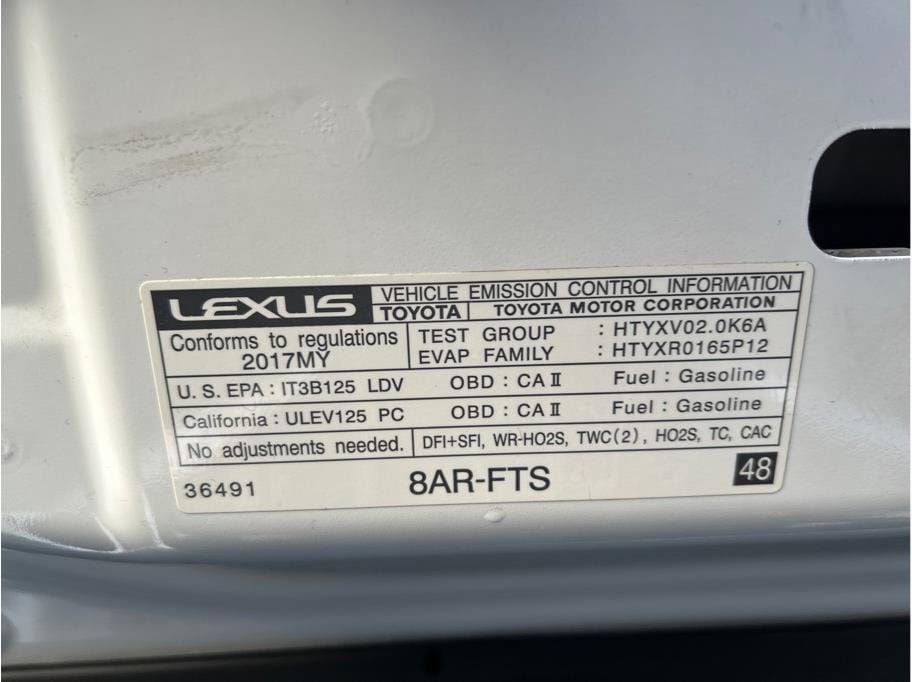 LEXUS
VEHICLE EMISSION CONTROL INFORMATION
TOYOTA TOYOTA MOTOR CORPORATION
Conforms to regulations
2017MY
TEST GROUP : HTYXV02.0K6A
EVAP FAMILY : HTYXR0165P12
U. S. EPA : IT3B125 LDV OBD : CA II Fuel : Gasoline
California : ULEV125 PC OBD : CA II Fuel : Gasoline
No adjustments needed. DFI+SFI, WR-HO2S, TWC(2), HO2S, TC, CAC
36491 8AR-FTS 48